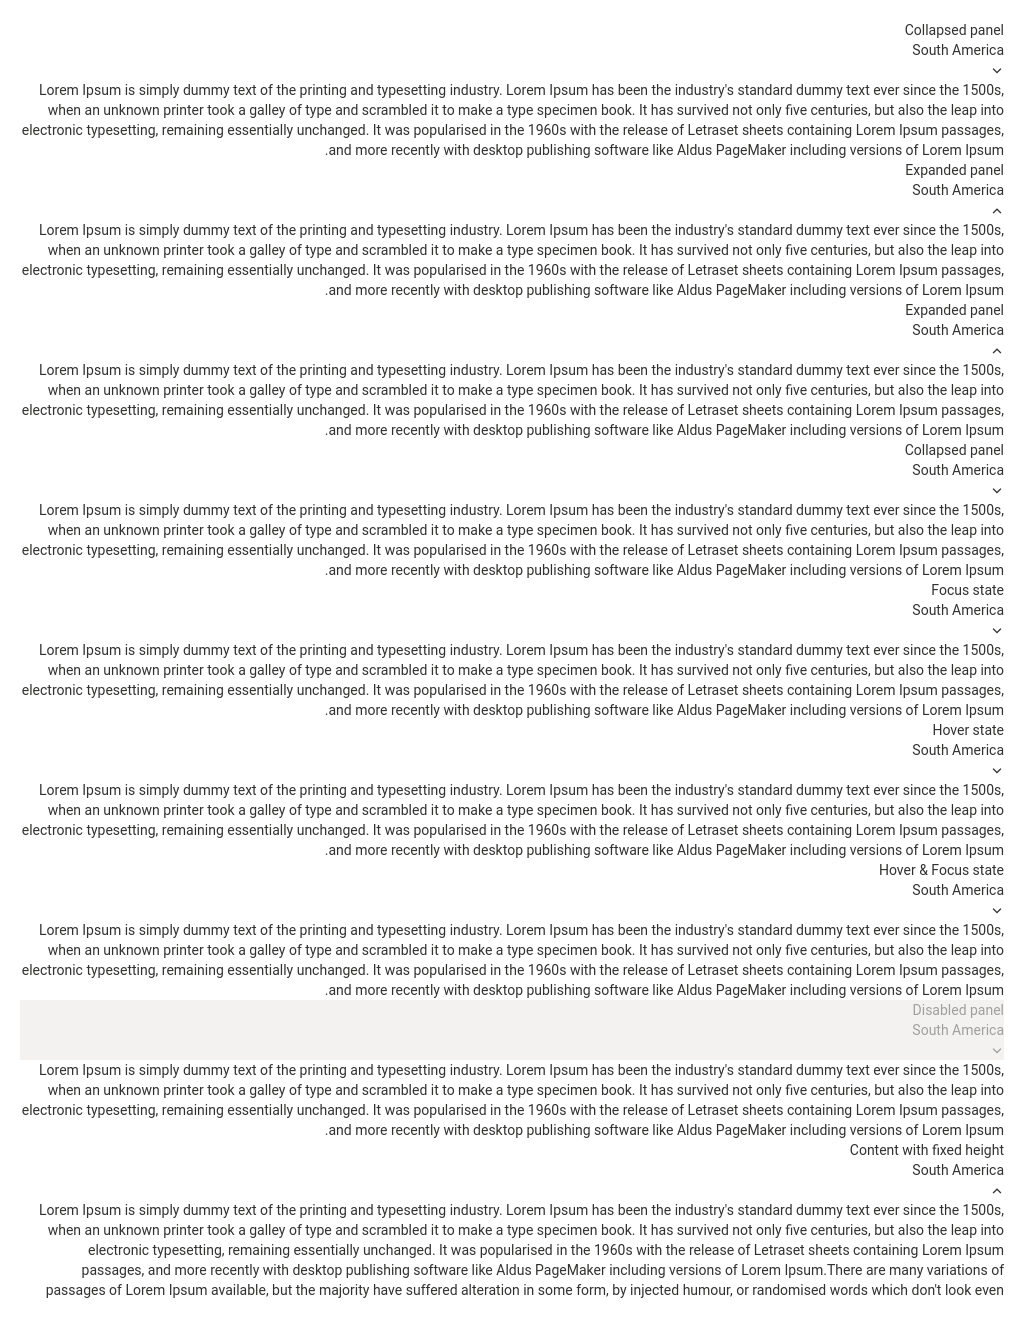 Collapsed panel
South America
Lorem Ipsum is simply dummy text of the printing and typesetting industry. Lorem Ipsum has been the industry's standard dummy text ever since the 1500s,
when an unknown printer took a galley of type and scrambled it to make a type specimen book. It has survived not only five centuries, but also the leap into
electronic typesetting, remaining essentially unchanged. It was popularised in the 1960s with the release of Letraset sheets containing Lorem Ipsum passages,
.and more recently with desktop publishing software like Aldus PageMaker including versions of Lorem Ipsum
Expanded panel
South America
Lorem Ipsum is simply dummy text of the printing and typesetting industry. Lorem Ipsum has been the industry's standard dummy text ever since the 1500s,
when an unknown printer took a galley of type and scrambled it to make a type specimen book. It has survived not only five centuries, but also the leap into
electronic typesetting, remaining essentially unchanged. It was popularised in the 1960s with the release of Letraset sheets containing Lorem Ipsum passages,
.and more recently with desktop publishing software like Aldus PageMaker including versions of Lorem Ipsum
Expanded panel
South America
Lorem Ipsum is simply dummy text of the printing and typesetting industry. Lorem Ipsum has been the industry's standard dummy text ever since the 1500s,
when an unknown printer took a galley of type and scrambled it to make a type specimen book. It has survived not only five centuries, but also the leap into
electronic typesetting, remaining essentially unchanged. It was popularised in the 1960s with the release of Letraset sheets containing Lorem Ipsum passages,
.and more recently with desktop publishing software like Aldus PageMaker including versions of Lorem Ipsum
Collapsed panel
South America
Lorem Ipsum is simply dummy text of the printing and typesetting industry. Lorem Ipsum has been the industry's standard dummy text ever since the 1500s,
when an unknown printer took a galley of type and scrambled it to make a type specimen book. It has survived not only five centuries, but also the leap into
electronic typesetting, remaining essentially unchanged. It was popularised in the 1960s with the release of Letraset sheets containing Lorem Ipsum passages,
.and more recently with desktop publishing software like Aldus PageMaker including versions of Lorem Ipsum
Focus state
South America
Lorem Ipsum is simply dummy text of the printing and typesetting industry. Lorem Ipsum has been the industry's standard dummy text ever since the 1500s,
when an unknown printer took a galley of type and scrambled it to make a type specimen book. It has survived not only five centuries, but also the leap into
electronic typesetting, remaining essentially unchanged. It was popularised in the 1960s with the release of Letraset sheets containing Lorem Ipsum passages,
.and more recently with desktop publishing software like Aldus PageMaker including versions of Lorem Ipsum
Hover state
South America
Lorem Ipsum is simply dummy text of the printing and typesetting industry. Lorem Ipsum has been the industry's standard dummy text ever since the 1500s,
when an unknown printer took a galley of type and scrambled it to make a type specimen book. It has survived not only five centuries, but also the leap into
electronic typesetting, remaining essentially unchanged. It was popularised in the 1960s with the release of Letraset sheets containing Lorem Ipsum passages,
.and more recently with desktop publishing software like Aldus PageMaker including versions of Lorem Ipsum
Hover & Focus state
South America
Lorem Ipsum is simply dummy text of the printing and typesetting industry. Lorem Ipsum has been the industry's standard dummy text ever since the 1500s,
when an unknown printer took a galley of type and scrambled it to make a type specimen book. It has survived not only five centuries, but also the leap into
electronic typesetting, remaining essentially unchanged. It was popularised in the 1960s with the release of Letraset sheets containing Lorem Ipsum passages,
.and more recently with desktop publishing software like Aldus PageMaker including versions of Lorem Ipsum
Disabled panel
South America
Lorem Ipsum is simply dummy text of the printing and typesetting industry. Lorem Ipsum has been the industry's standard dummy text ever since the 1500s,
when an unknown printer took a galley of type and scrambled it to make a type specimen book. It has survived not only five centuries, but also the leap into
electronic typesetting, remaining essentially unchanged. It was popularised in the 1960s with the release of Letraset sheets containing Lorem Ipsum passages,
.and more recently with desktop publishing software like Aldus PageMaker including versions of Lorem Ipsum
Content with fixed height
South America
Lorem Ipsum is simply dummy text of the printing and typesetting industry. Lorem Ipsum has been the industry's standard dummy text ever since the 1500s,
when an unknown printer took a galley of type and scrambled it to make a type specimen book. It has survived not only five centuries, but also the leap into
electronic typesetting, remaining essentially unchanged. It was popularised in the 1960s with the release of Letraset sheets containing Lorem Ipsum
passages, and more recently with desktop publishing software like Aldus PageMaker including versions of Lorem Ipsum.There are many variations of
passages of Lorem Ipsum available, but the majority have suffered alteration in some form, by injected humour, or randomised words which don't look even